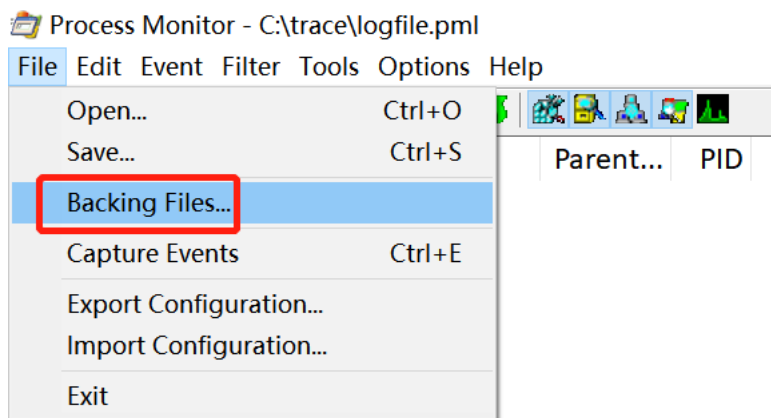 Process Monitor - C:\trace\logfile.pml
File Edit Event Filter Tools Options Help
Open... Ctrl+O
Save... Ctrl+S
Parent... PID
Backing Files...
Capture Events Ctrl+E
Export Configuration...
Import Configuration...
Exit